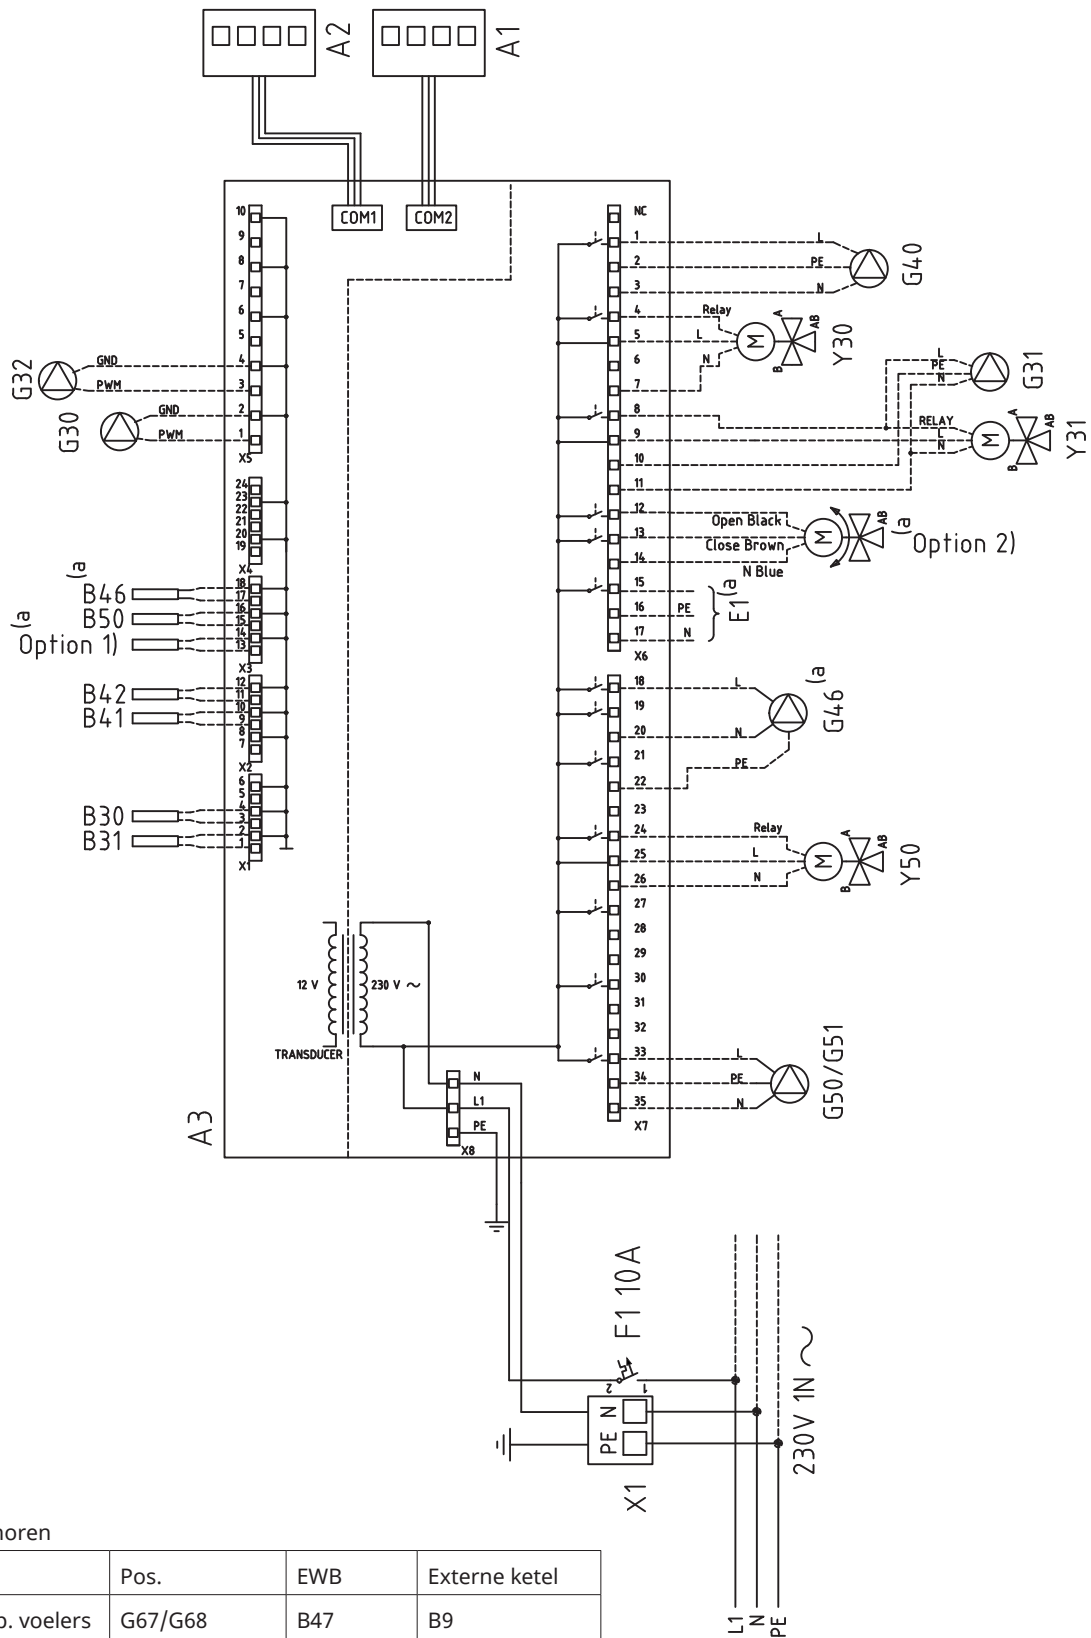 A2
A1
COM1
COM2
10
9
8
7
6
5
4
3
2
1
X5
G32
GND
PWM
G30
GND
PWM
24
23
22
21
20
19
X4
18
17
16
15
14
13
X3
(a
B46
B50
(a
Option 1)
12
11
10
9
8
7
X2
B42
B41
6
5
4
3
2
1
X1
B30
B31
NC
1
2
3
4
5
6
7
8
9
10
11
12
13
14
15
16
17
X6
L
PE
N
G40
Relay
L
N
M
A
AB
B
Y30
L
PE
N
G31
RELAY
L
N
M
A
AB
B
Y31
Open Black
Close Brown
N Blue
M
AB
(a
Option 2)
PE
N
E1 (a
18
19
20
21
22
23
24
25
26
27
28
29
30
31
32
33
34
35
X7
L
N
PE
G46 (a
Relay
L
N
M
A
AB
B
Y50
L
PE
N
G50/G51
12 V
230 V ~
TRANSDUCER
N
L1
PE
X8
A3
F1 10A
2
1
PE N
X1
230V 1N ~
L1
N
PE
horen
Pos. EWB Externe ketel
p. voelers G67/G68 B47 B9